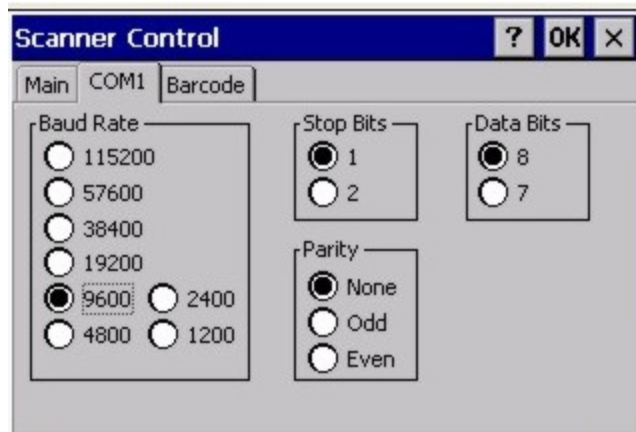 Scanner Control ? OK ×
Main COM1 Barcode
Baud Rate
115200
57600
38400
19200
9600 2400
4800 1200
Stop Bits
1
2
Parity
None
Odd
Even
Data Bits
8
7